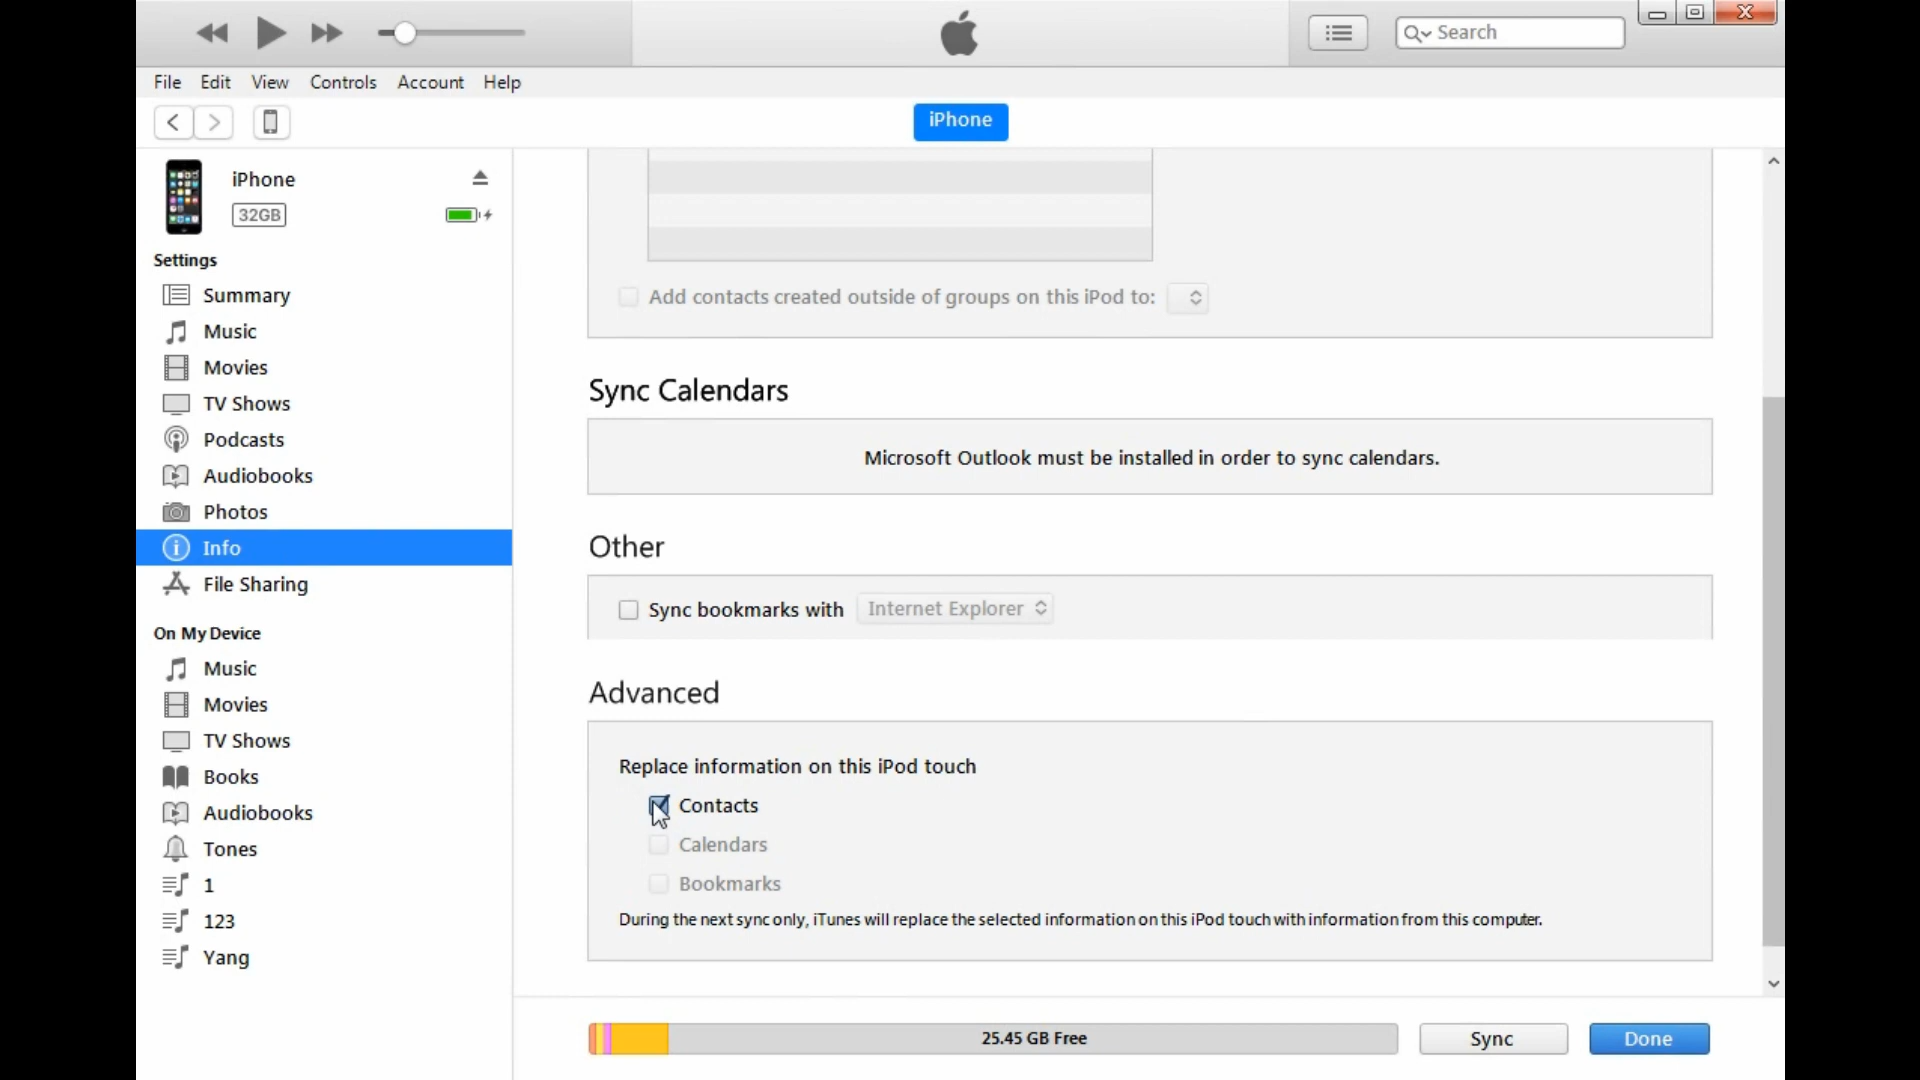 Search
File Edit View Controls Account Help
iPhone
iPhone
32GB
Settings
Summary
Music
Movies
TV Shows
Podcasts
Audiobooks
Photos
Info
File Sharing
On My Device
Music
Movies
TV Shows
Books
Audiobooks
Tones
1
123
Yang
Add contacts created outside of groups on this iPod to:
Sync Calendars
Microsoft Outlook must be installed in order to sync calendars.
Other
Sync bookmarks with Internet Explorer
Advanced
Replace information on this iPod touch
Contacts
Calendars
Bookmarks
During the next sync only, iTunes will replace the selected information on this iPod touch with information from this computer.
25.45 GB Free
Sync
Done